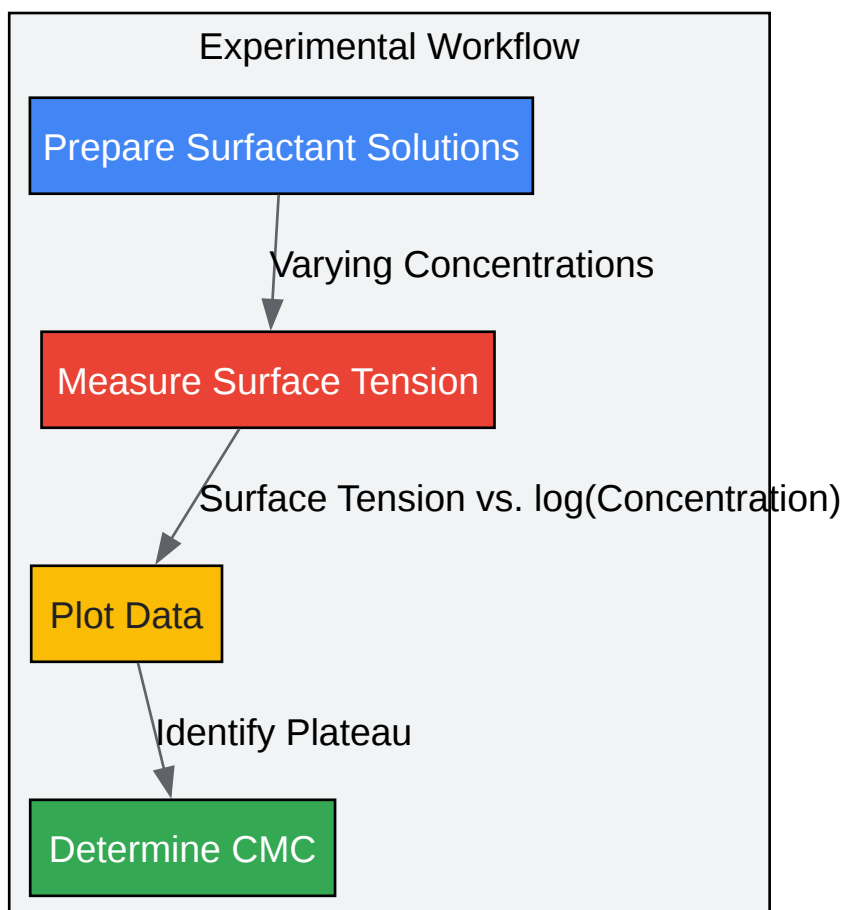 Experimental Workflow
Prepare Surfactant Solutions
Varying Concentrations
Measure Surface Tension
Surface Tension vs. log(Concentration)
Plot Data
Identify Plateau
Determine CMC